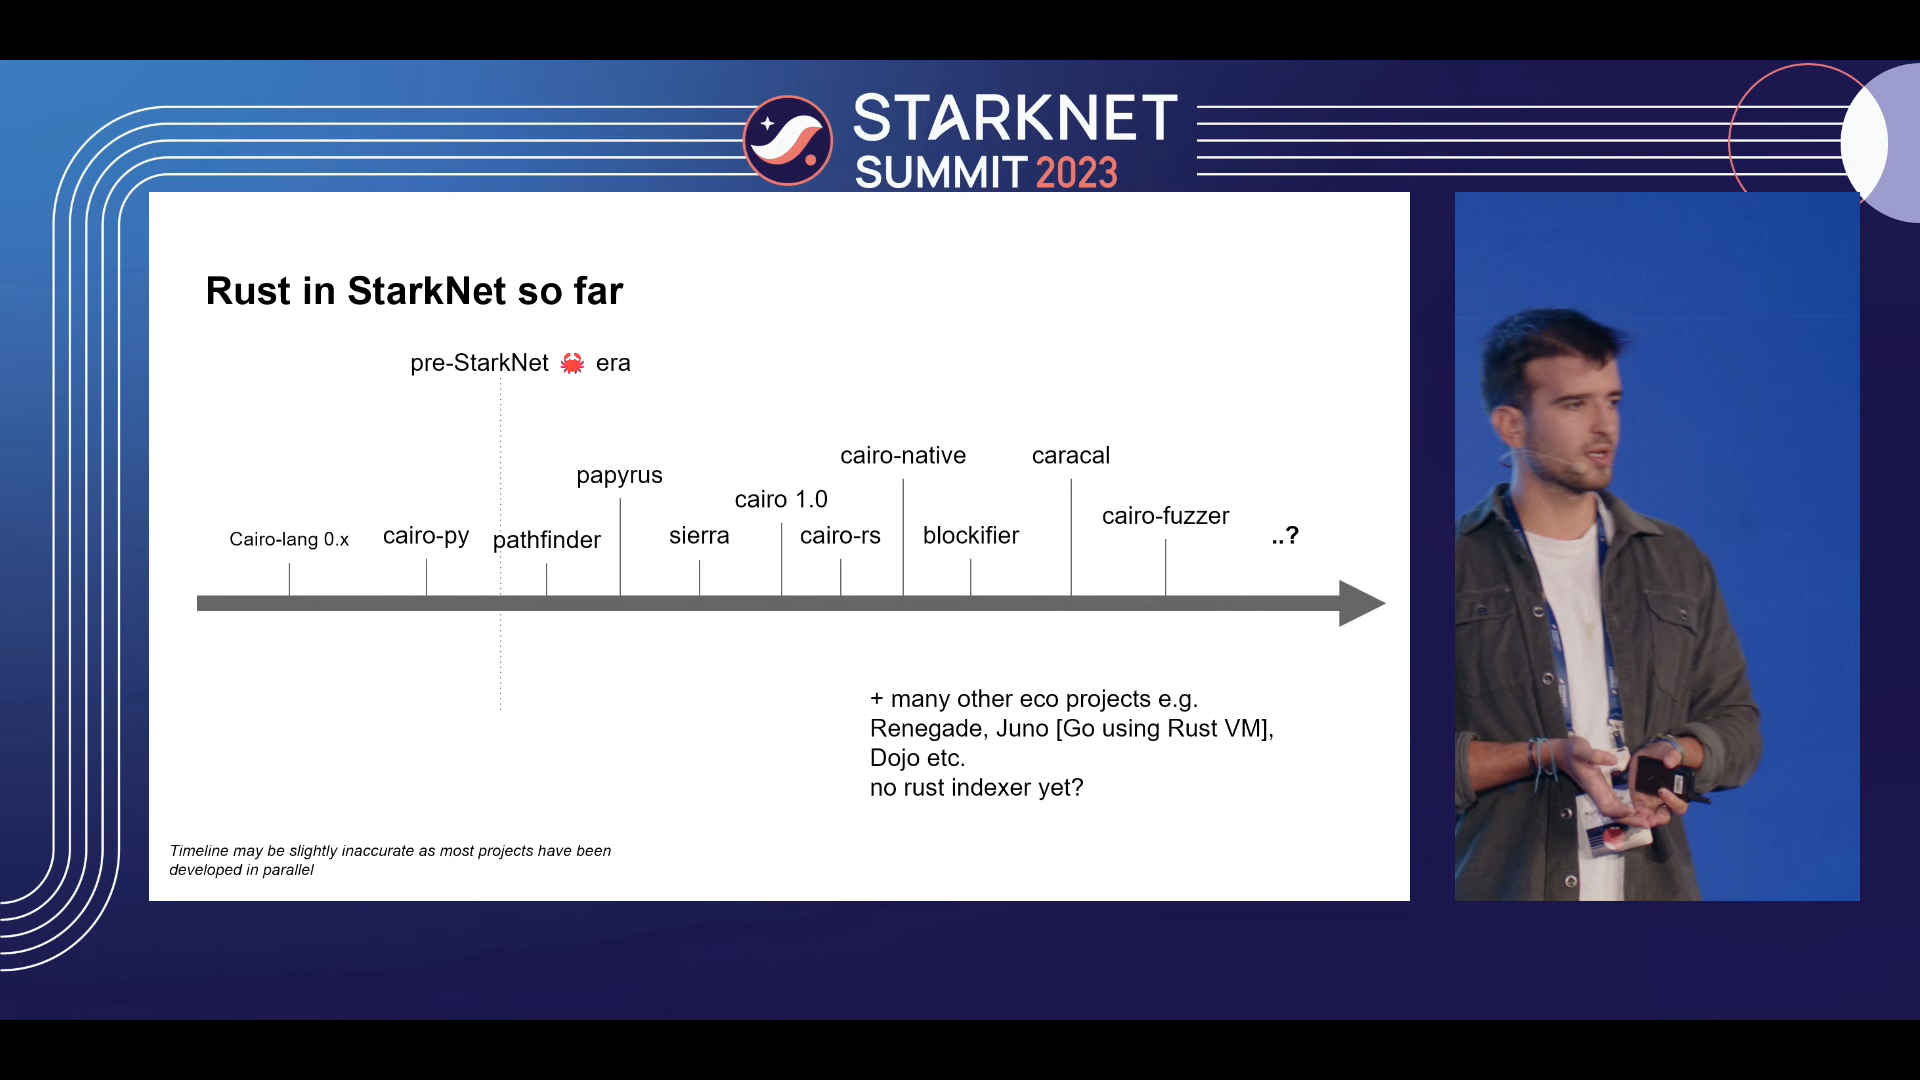 STARKNET
SUMMIT 2023
Rust in StarkNet so far
pre-StarkNet 🦀 era
cairo-native
caracal
papyrus
cairo 1.0
cairo-fuzzer
Cairo-lang 0.x
cairo-py
pathfinder
sierra
cairo-rs
blockifier
..?
+ many other eco projects e.g.
Renegade, Juno [Go using Rust VM],
Dojo etc.
no rust indexer yet?
Timeline may be slightly inaccurate as most projects have been
developed in parallel